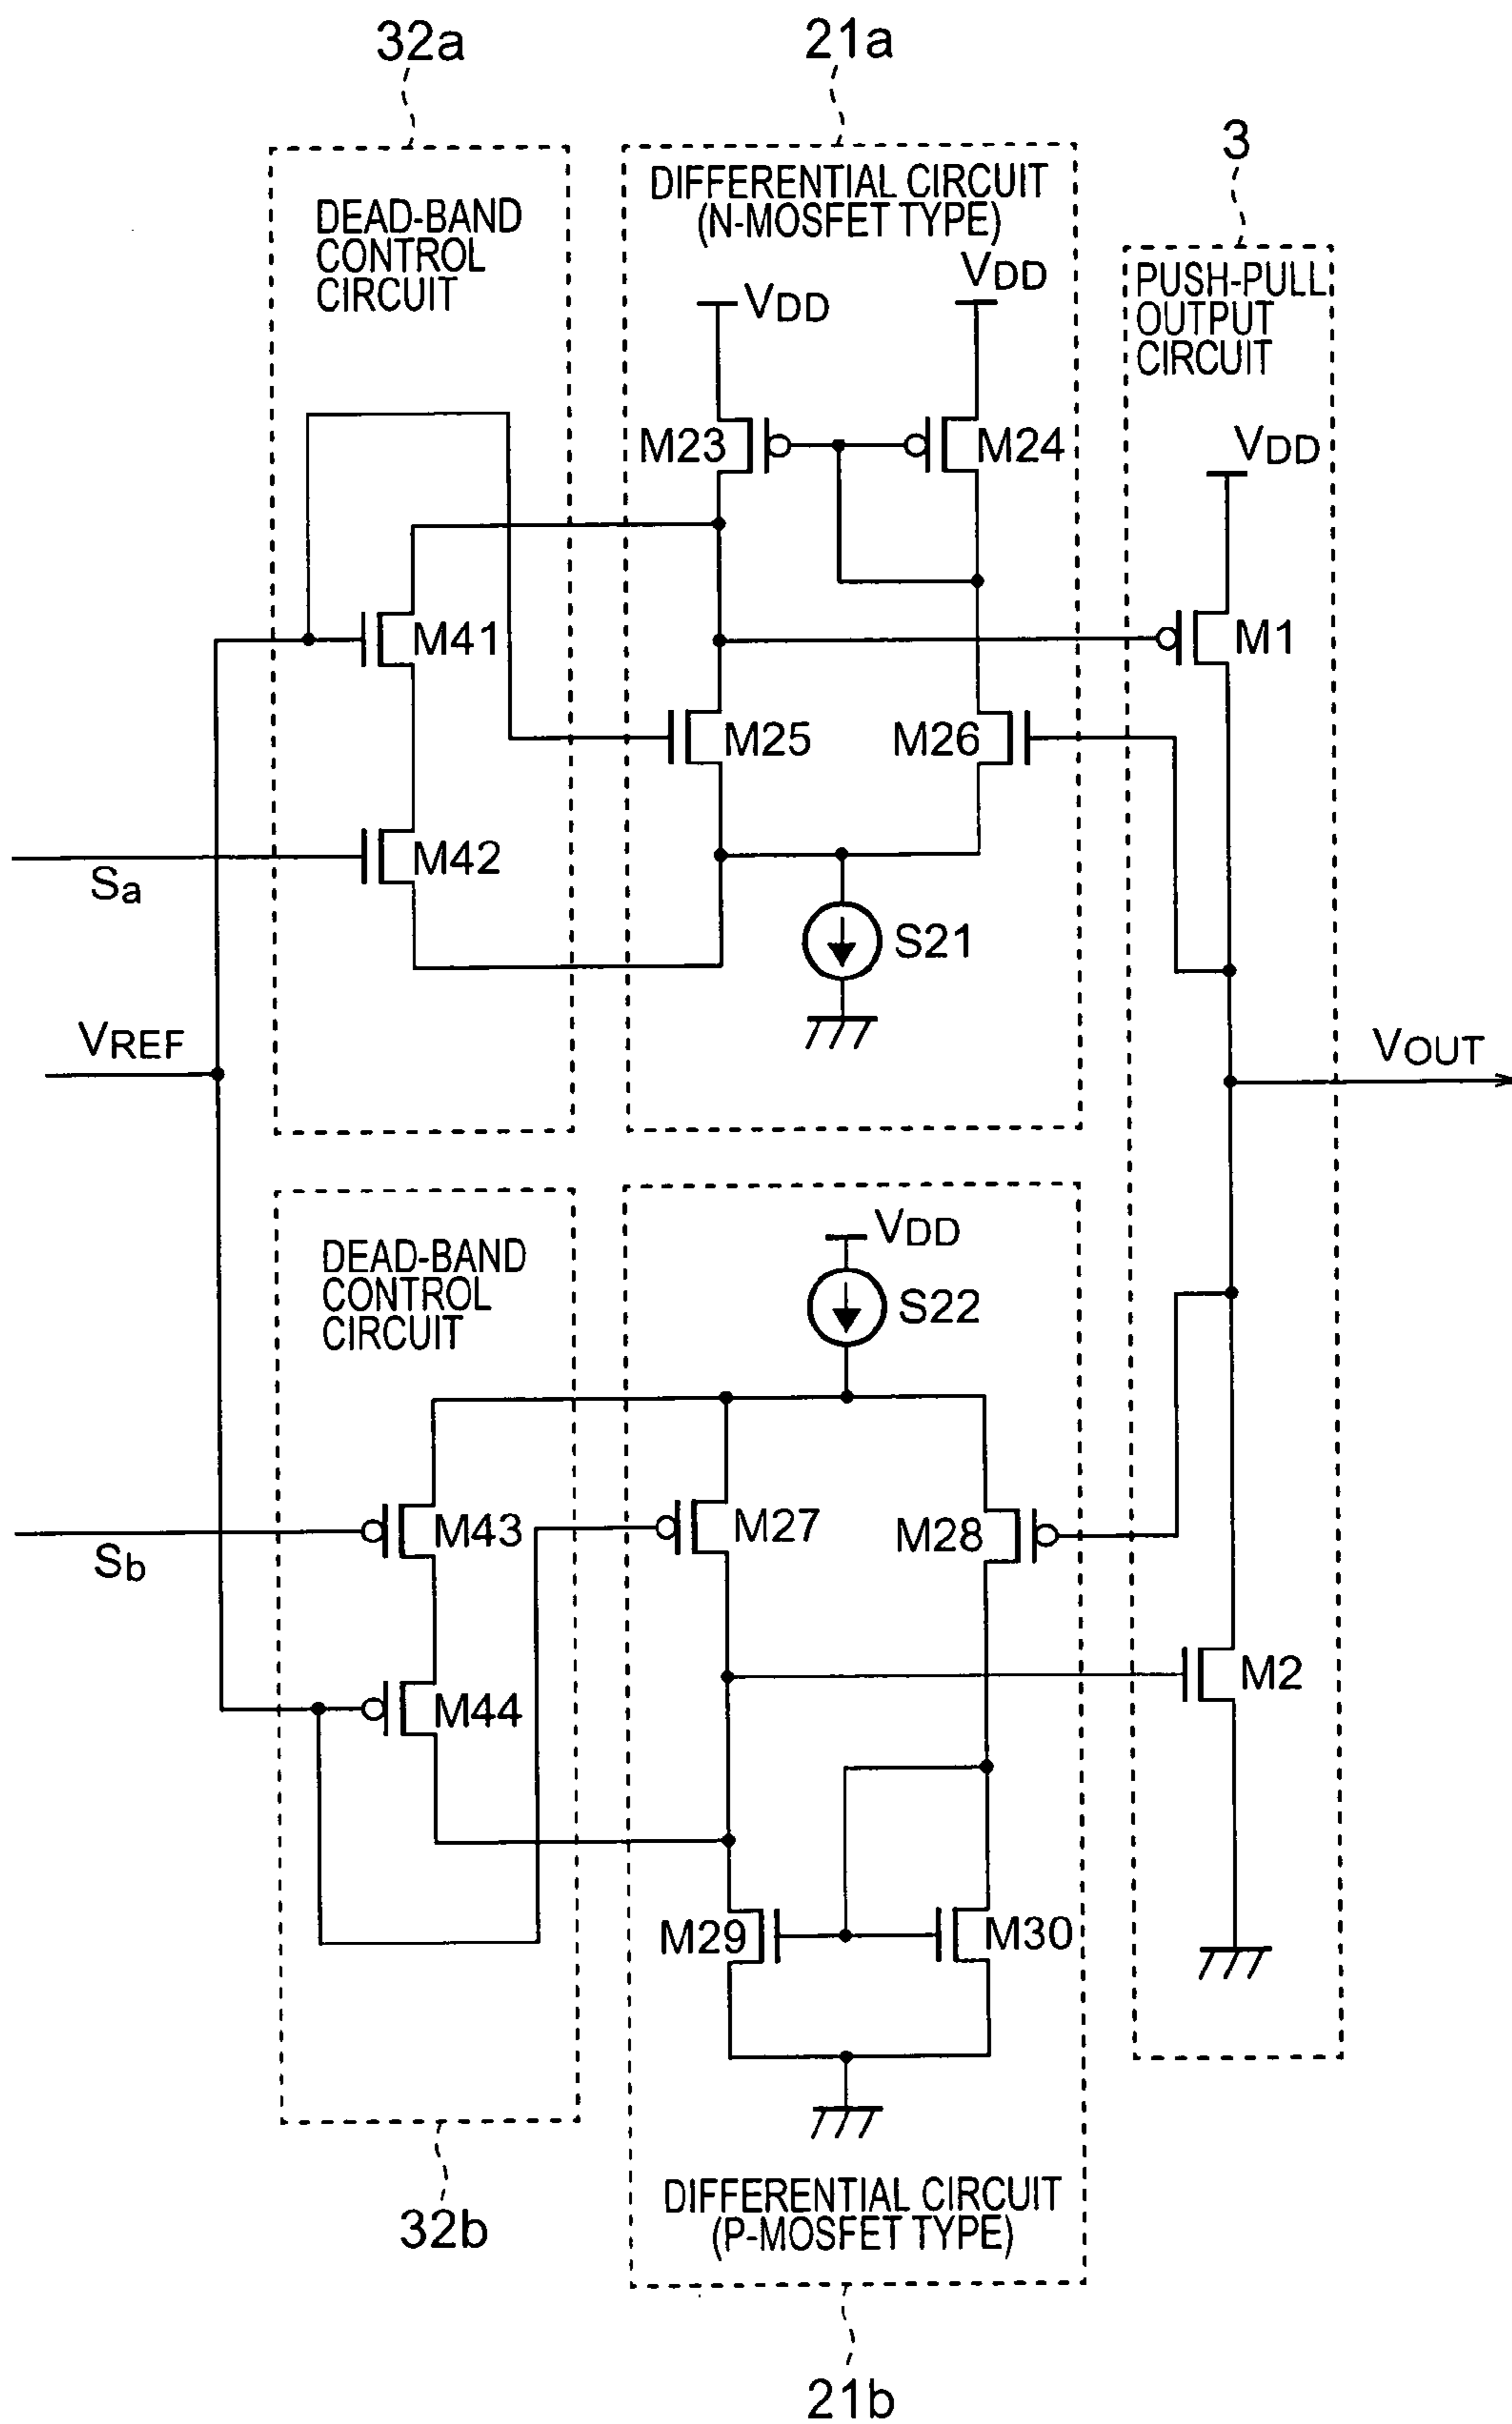 32a
21a
3
DEAD-BAND
CONTROL
CIRCUIT
DIFFERENTIAL CIRCUIT
(N-MOSFET TYPE)
PUSH-PULL
OUTPUT
CIRCUIT
VDD
VDD
VDD
M23
M24
M41
M1
M25
M26
M42
Sa
S21
VREF
VOUT
DEAD-BAND
CONTROL
CIRCUIT
VDD
S22
M43
M27
M28
Sb
M44
M2
M29
M30
32b
DIFFERENTIAL CIRCUIT
(P-MOSFET TYPE)
21b